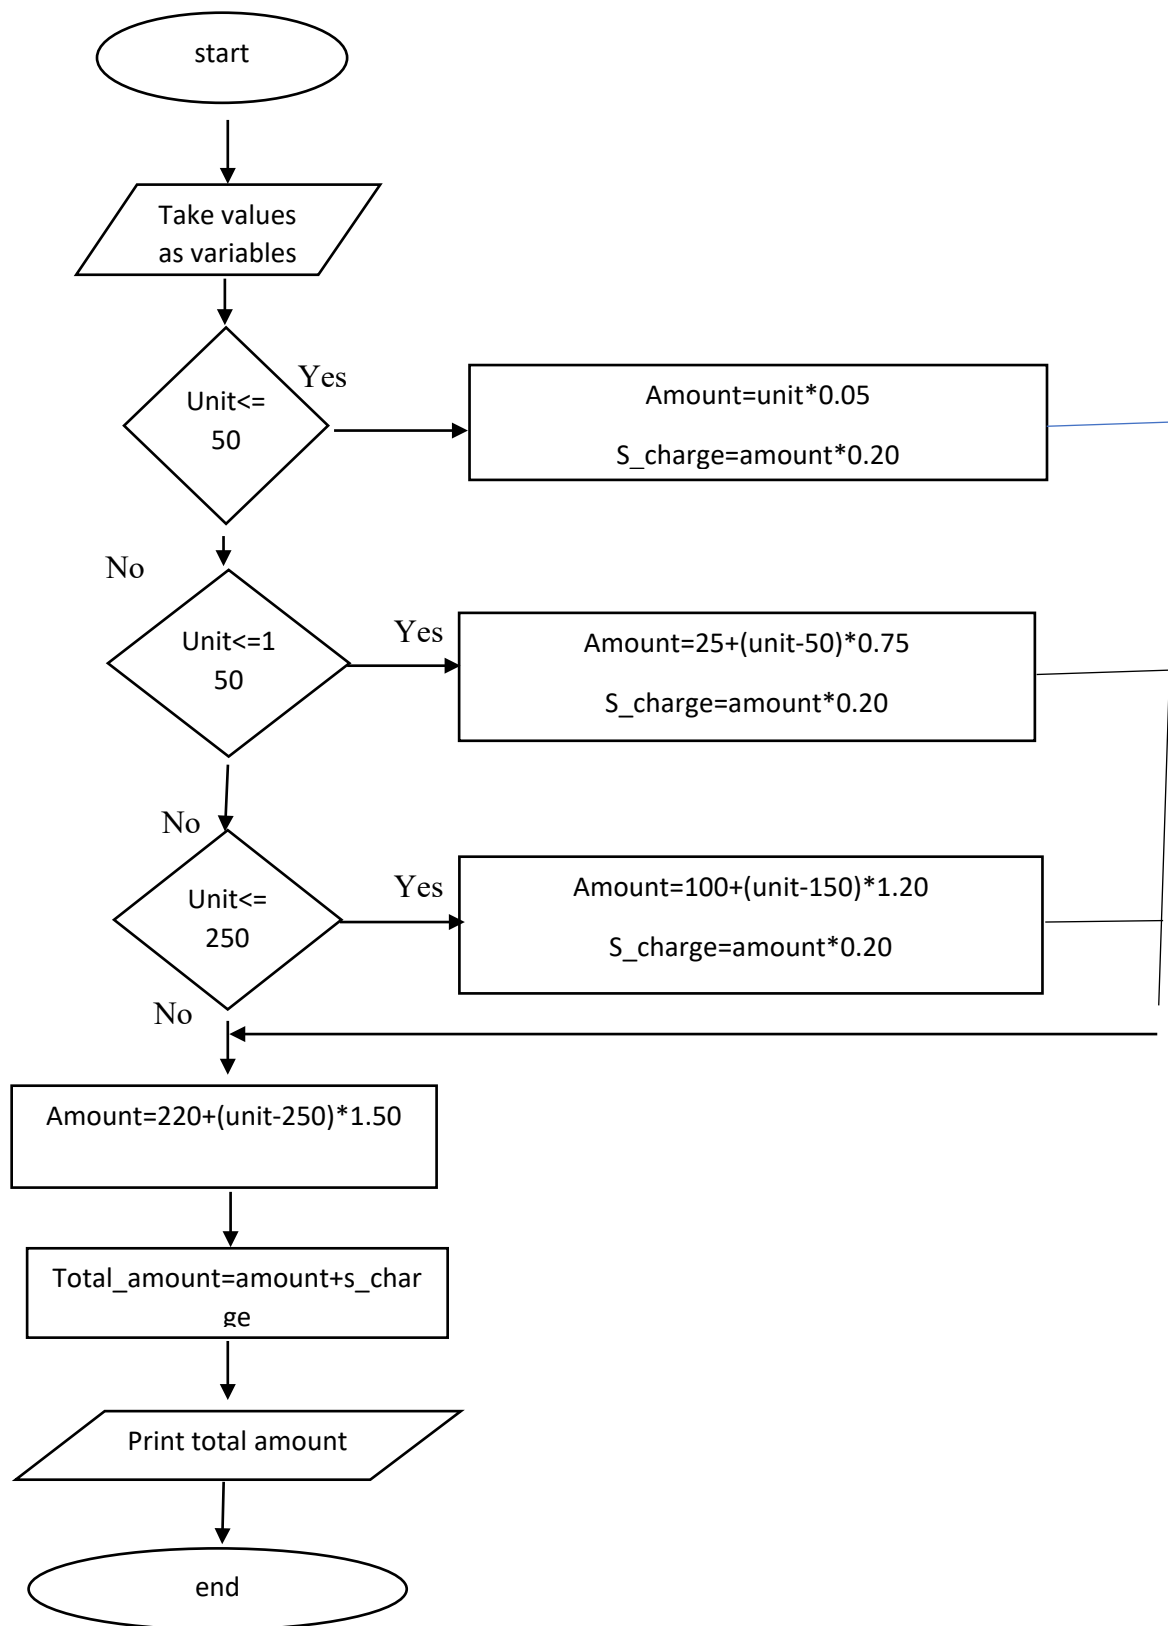 start
Take values
as variables
Unit<=
50
Yes
Amount=unit*0.05
S_charge=amount*0.20
No
Unit<=1
50
Yes
Amount=25+(unit-50)*0.75
S_charge=amount*0.20
No
Unit<=
250
Yes
Amount=100+(unit-150)*1.20
S_charge=amount*0.20
No
Amount=220+(unit-250)*1.50
Total_amount=amount+s_char
ge
Print total amount
end